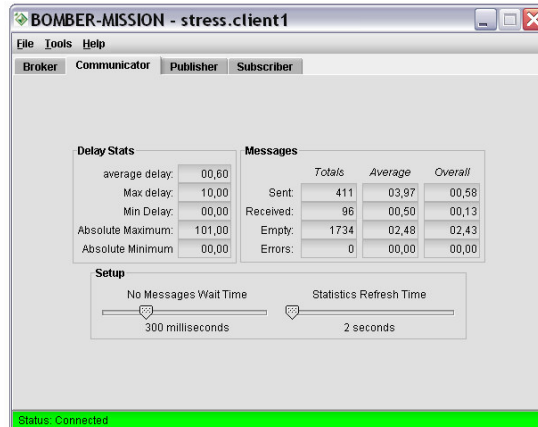 BOMBER-MISSION - stress.client1
File Tools Help
Broker Communicator Publisher Subscriber
Delay Stats
average delay: 00,60
Max delay: 10,00
Min Delay: 00,00
Absolute Maximum: 101,00
Absolute Minimum 00,00
Messages
Totals Average Overall
Sent: 411 03,97 00,58
Received: 96 00,50 00,13
Empty: 1734 02,48 02,43
Errors: 0 00,00 00,00
Setup
No Messages Wait Time
300 milliseconds
Statistics Refresh Time
2 seconds
Status: Connected